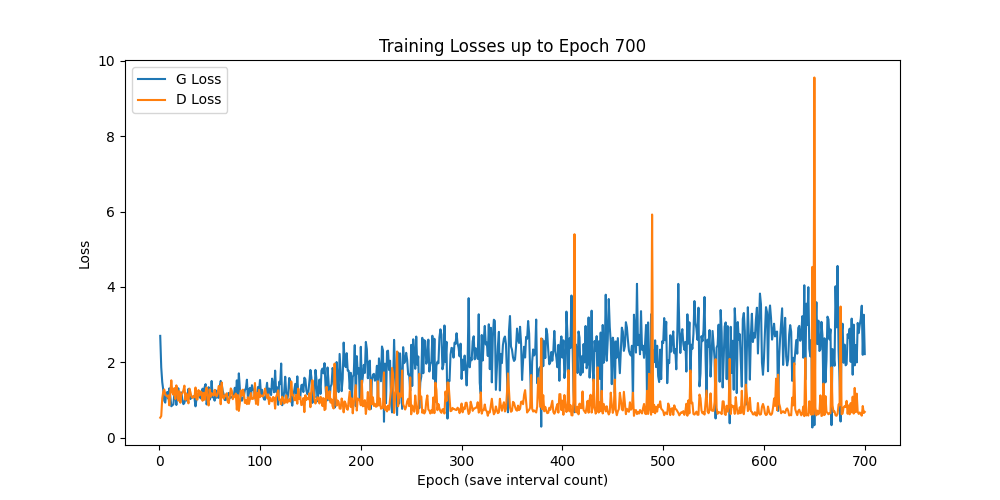 Training Losses up to Epoch 700
G Loss
D Loss
10
8
6
4
2
0
Loss
0 100 200 300 400 500 600 700
Epoch (save interval count)